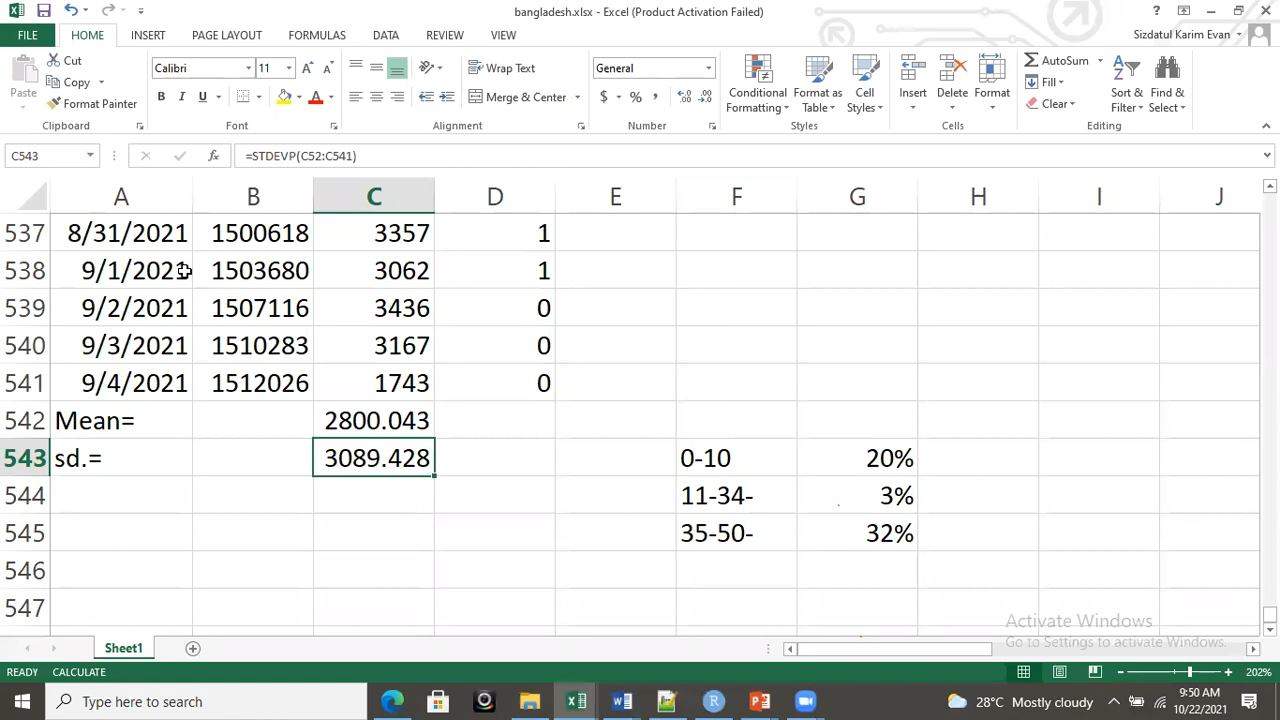 bangladesh.xlsx - Excel (Product Activation Failed)
FILE HOME INSERT PAGE LAYOUT FORMULAS DATA REVIEW VIEW Sizdatul Karim Evan
Paste
Cut
Copy
Format Painter
Clipboard
Calibri 11
B I U A
Font
Wrap Text
Merge & Center
Alignment
General
$ % ,
Number
Conditional Formatting
Format as Table
Cell Styles
Styles
Insert Delete Format
Cells
AutoSum
Fill
Clear
Sort & Filter
Find & Select
Editing
C543 fx =STDEVP(C52:C541)
A B C D E F G H I J
537 8/31/2021 1500618 3357 1
538 9/1/2021 1503680 3062 1
539 9/2/2021 1507116 3436 0
540 9/3/2021 1510283 3167 0
541 9/4/2021 1512026 1743 0
542 Mean= 2800.043
543 sd.= 3089.428 0-10 20%
544 11-34- 3%
545 35-50- 32%
546
547
Activate Windows
Go to Settings to activate Windows.
Sheet1
READY CALCULATE 202%
Type here to search
28°C Mostly cloudy
9:50 AM
10/22/2021